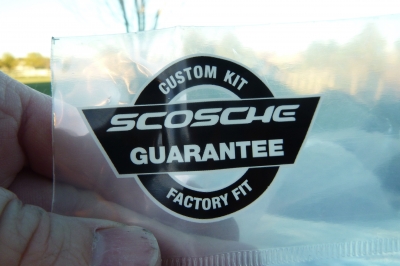 CUSTOM KIT
SCOSCHE
GUARANTEE
FACTORY FIT